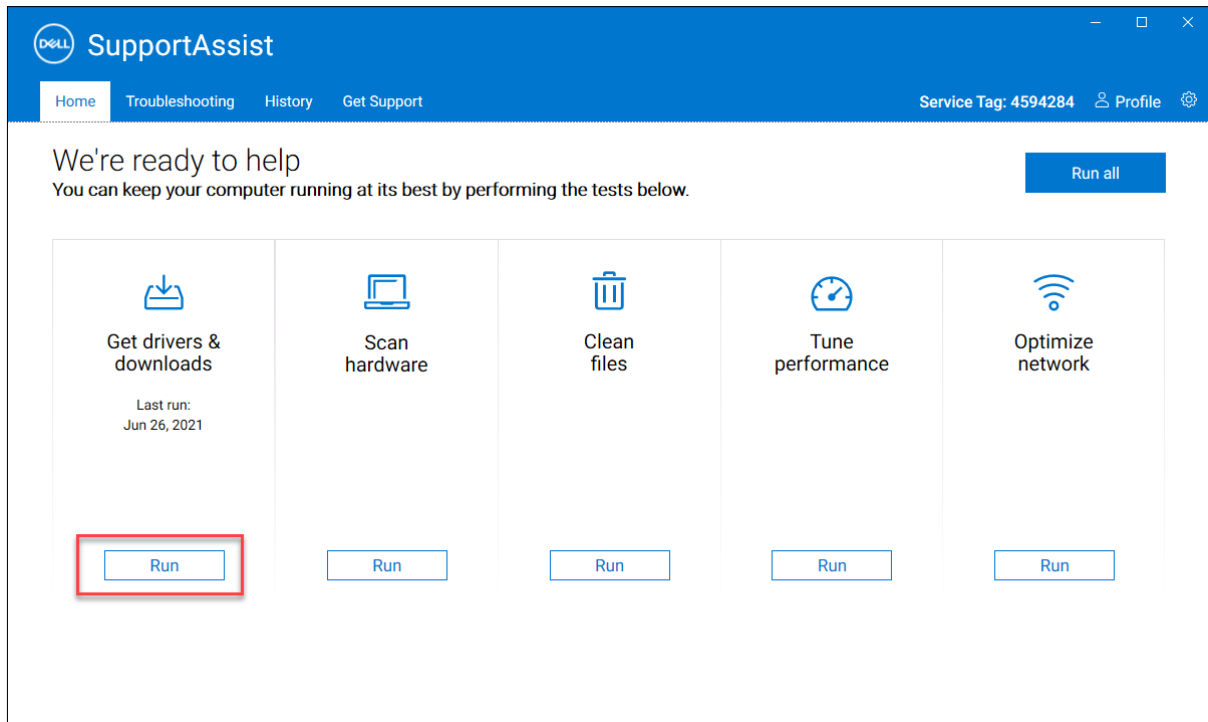 DELL SupportAssist
Home Troubleshooting History Get Support Service Tag: 4594284 Profile
We're ready to help
You can keep your computer running at its best by performing the tests below.
Run all
Get drivers &
downloads
Last run:
Jun 26, 2021
Run
Scan
hardware
Run
Clean
files
Run
Tune
performance
Run
Optimize
network
Run